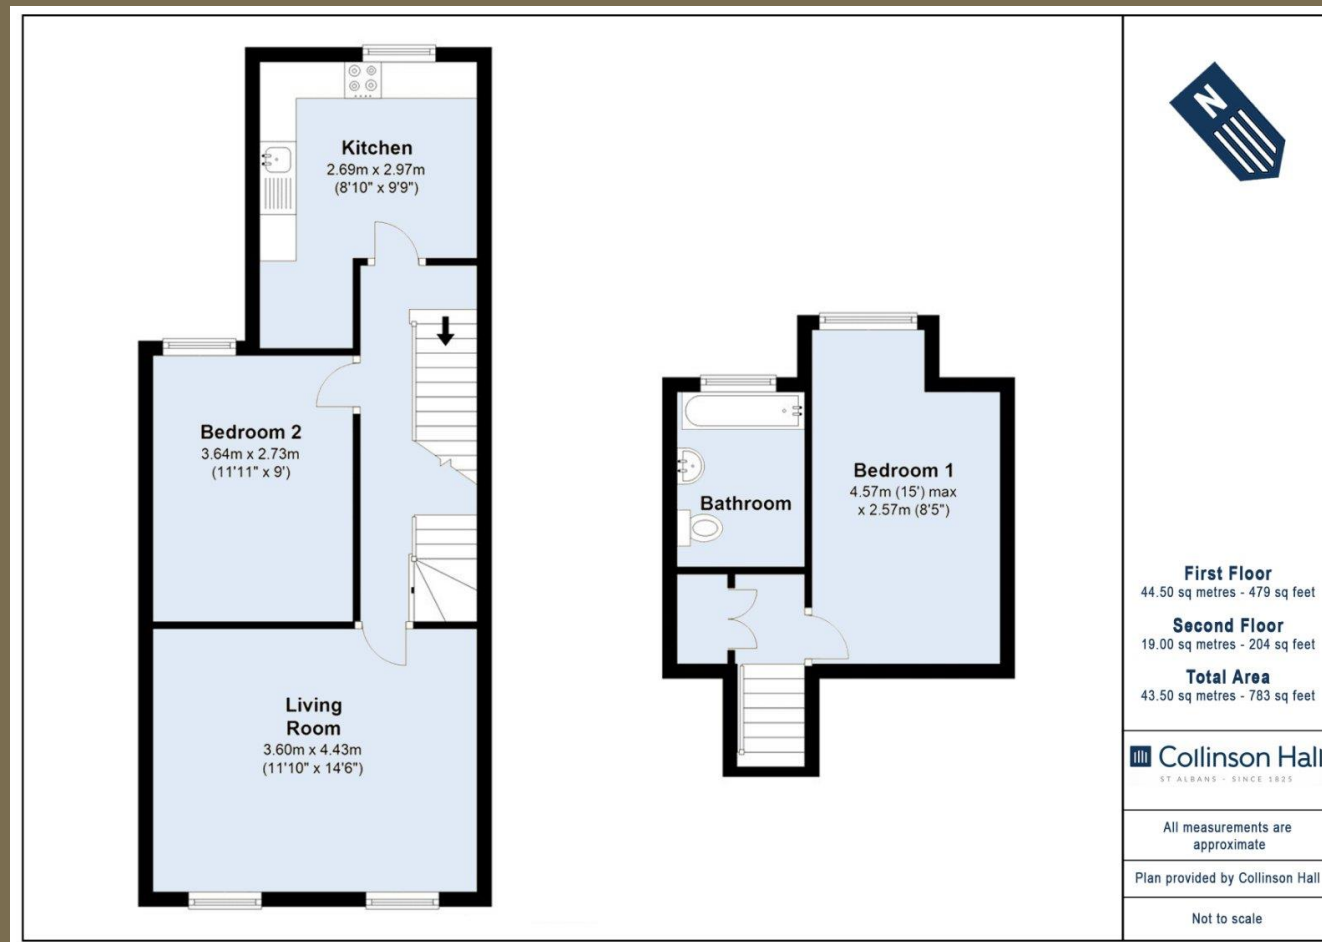 Kitchen
2.69m x 2.97m
(8'10" x 9'9")
Bedroom 2
3.64m x 2.73m
(11'11" x 9')
Living
Room
3.60m x 4.43m
(11'10" x 14'6")
Bathroom
Bedroom 1
4.57m (15') max
x 2.57m (8'5")
N
First Floor
44.50 sq metres - 479 sq feet
Second Floor
19.00 sq metres - 204 sq feet
Total Area
43.50 sq metres - 783 sq feet
Collinson Hall
ST ALBANS - SINCE 1825
All measurements are
approximate
Plan provided by Collinson Hall
Not to scale